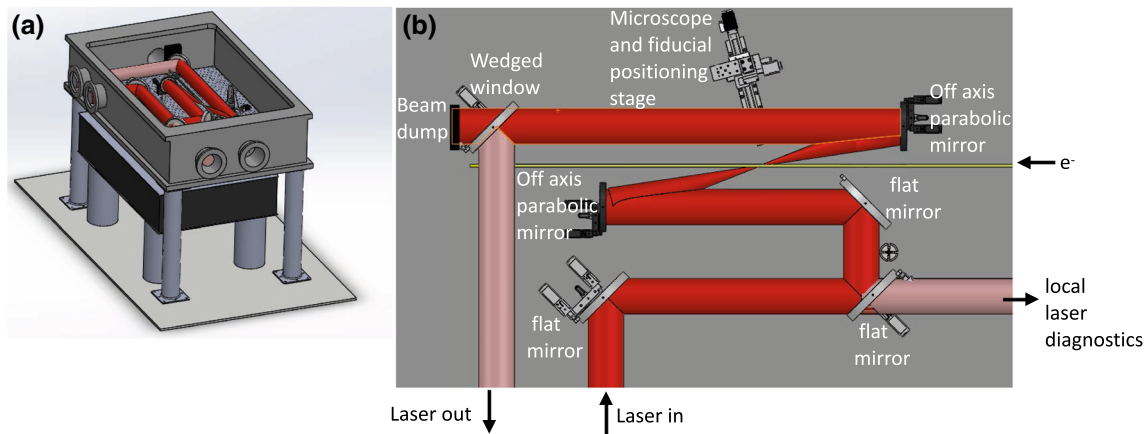 (a)
(b)
Microscope
and fiducial
positioning
stage
Wedged
window
Beam
dump
Off axis
parabolic
mirror
e-
Off axis
parabolic
mirror
flat
mirror
flat
mirror
flat
mirror
local
laser
diagnostics
Laser out
Laser in